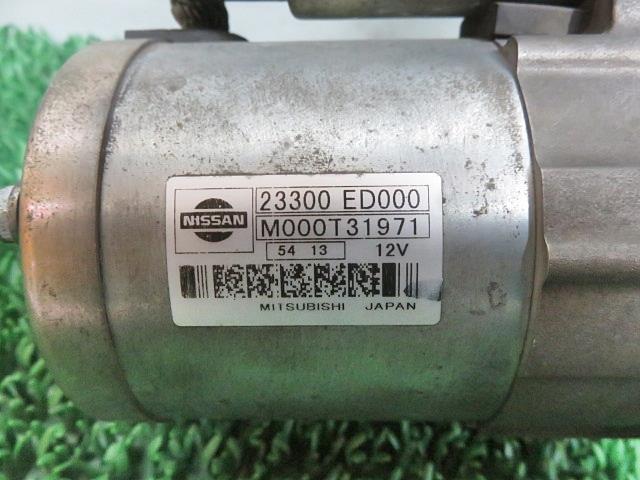 NISSAN
23300 ED000
M000T31971
54 13 12V
MITSUBISHI JAPAN